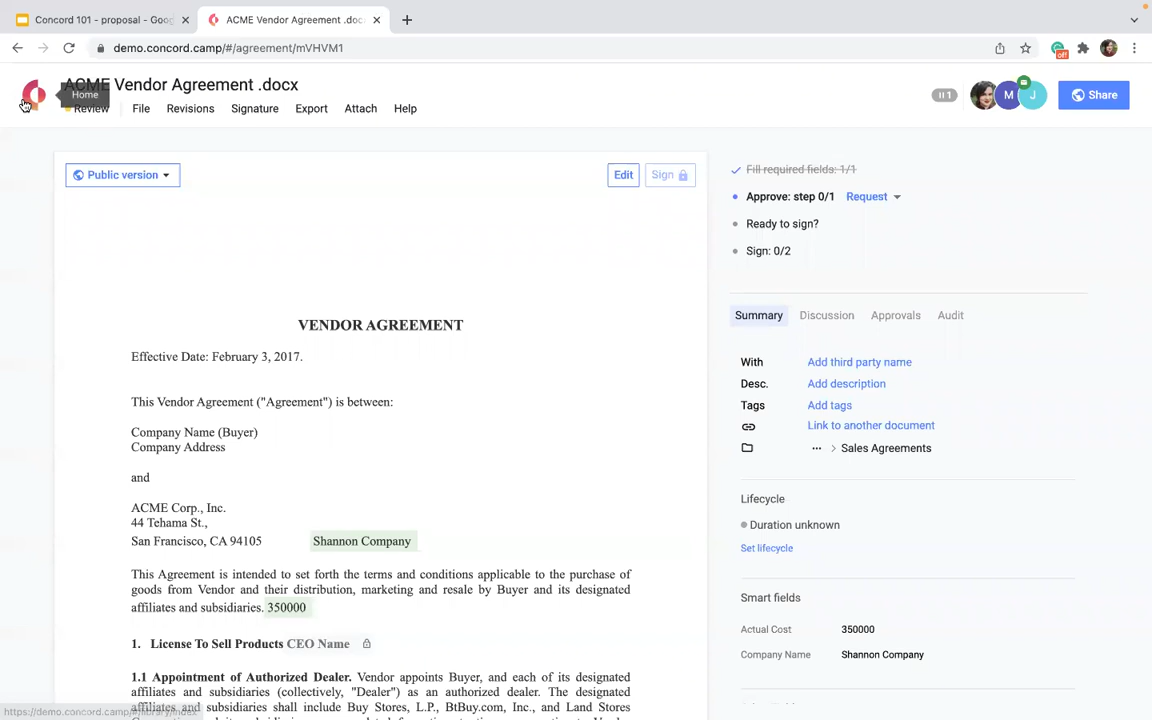 Concord 101 - proposal - Goo
ACME Vendor Agreement .doc
demo.concord.camp/#/agreement/mVHVM1
off
ACME Vendor Agreement .docx
Home
Review File Revisions Signature Export Attach Help
1
M
J
Share
Public version
Edit
Sign
VENDOR AGREEMENT
Effective Date: February 3, 2017.
This Vendor Agreement ("Agreement") is between:
Company Name (Buyer)
Company Address
and
ACME Corp., Inc.
44 Tehama St.,
San Francisco, CA 94105 Shannon Company
This Agreement is intended to set forth the terms and conditions applicable to the purchase of
goods from Vendor and their distribution, marketing and resale by Buyer and its designated
affiliates and subsidiaries. 350000
1. License To Sell Products CEO Name
1.1 Appointment of Authorized Dealer. Vendor appoints Buyer, and each of its designated
affiliates and subsidiaries (collectively, "Dealer") as an authorized dealer. The designated
affiliates and subsidiaries shall include Buy Stores, L.P., BtBuy.com, Inc., and Land Stores
https://demo.concord.camp/#/library/index
Fill required fields: 1/1
Approve: step 0/1 Request
Ready to sign?
Sign: 0/2
Summary Discussion Approvals Audit
With Add third party name
Desc. Add description
Tags Add tags
Link to another document
... > Sales Agreements
Lifecycle
Duration unknown
Set lifecycle
Smart fields
Actual Cost 350000
Company Name Shannon Company